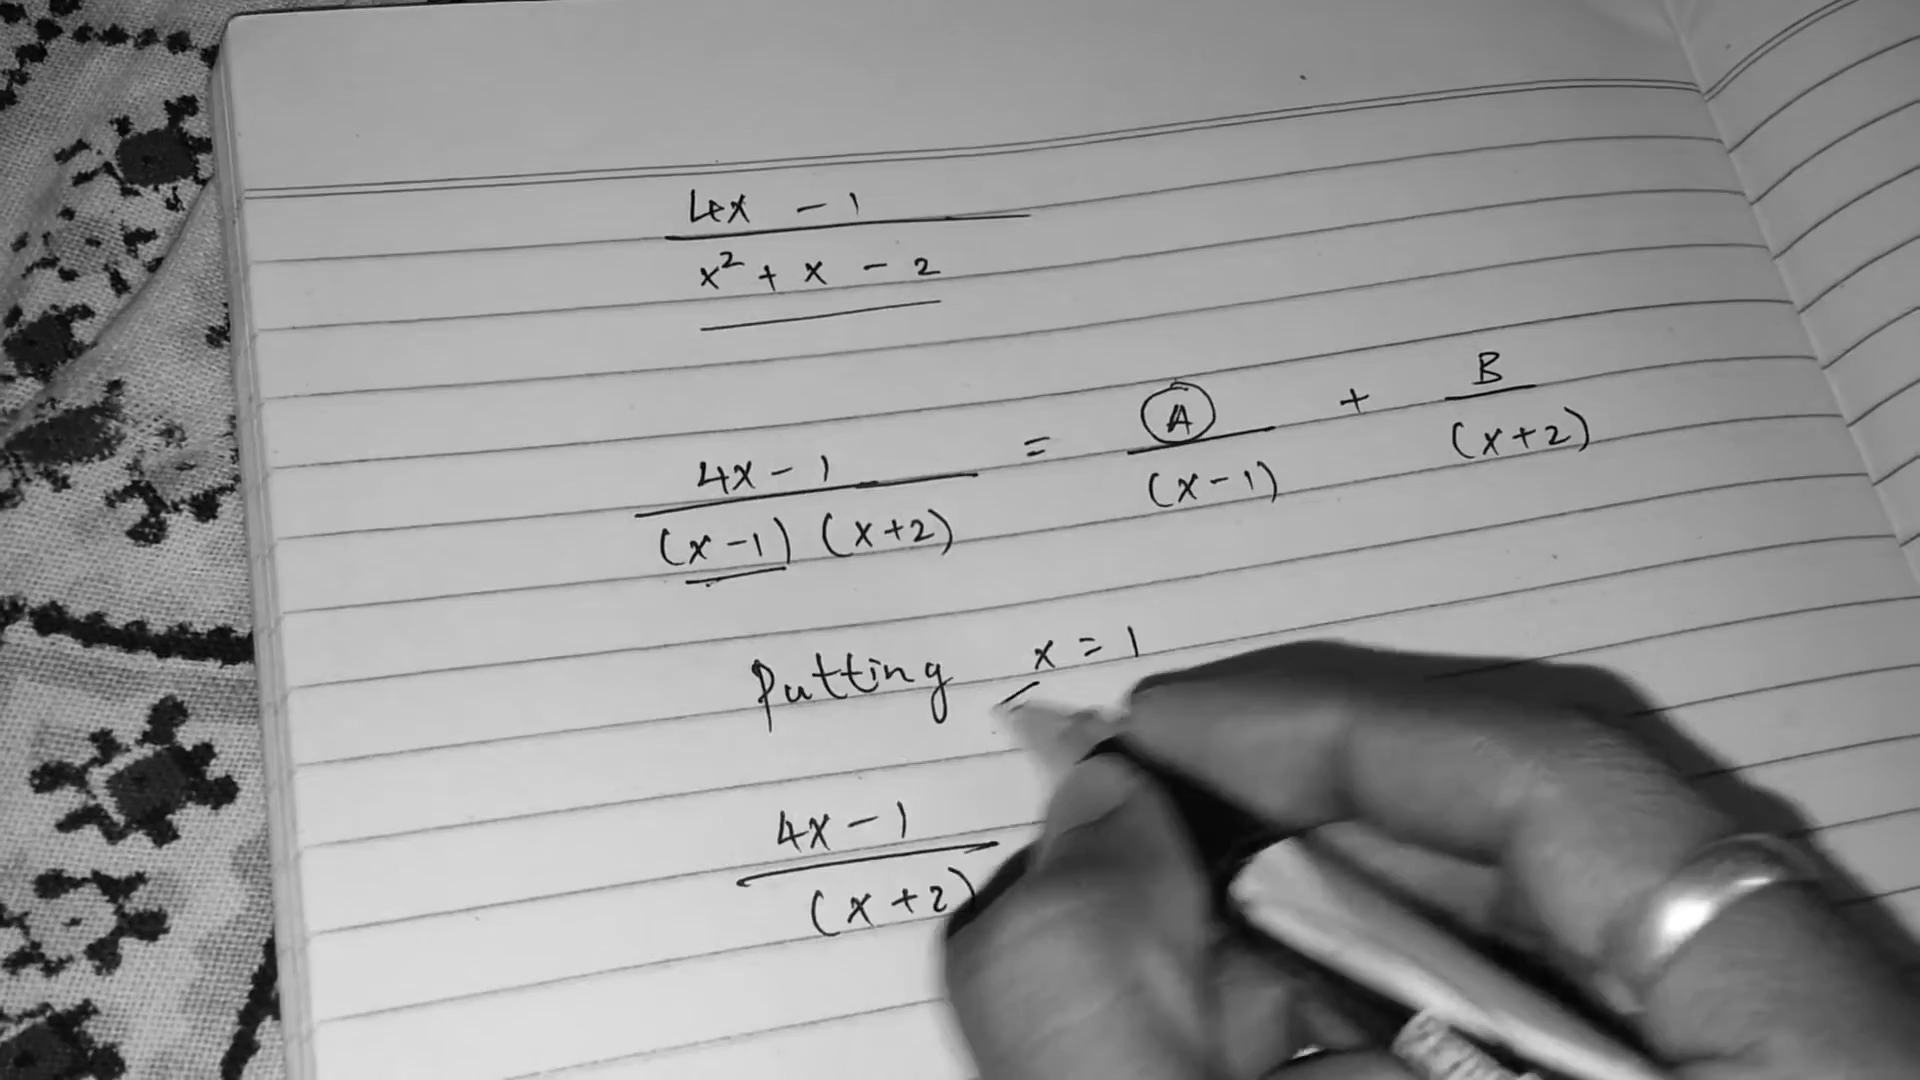 4x - 1
x² + x - 2
4x - 1 / (x - 1) (x + 2) = A / (x - 1) + B / (x + 2)
Putting x = 1
4x - 1
(x + 2)